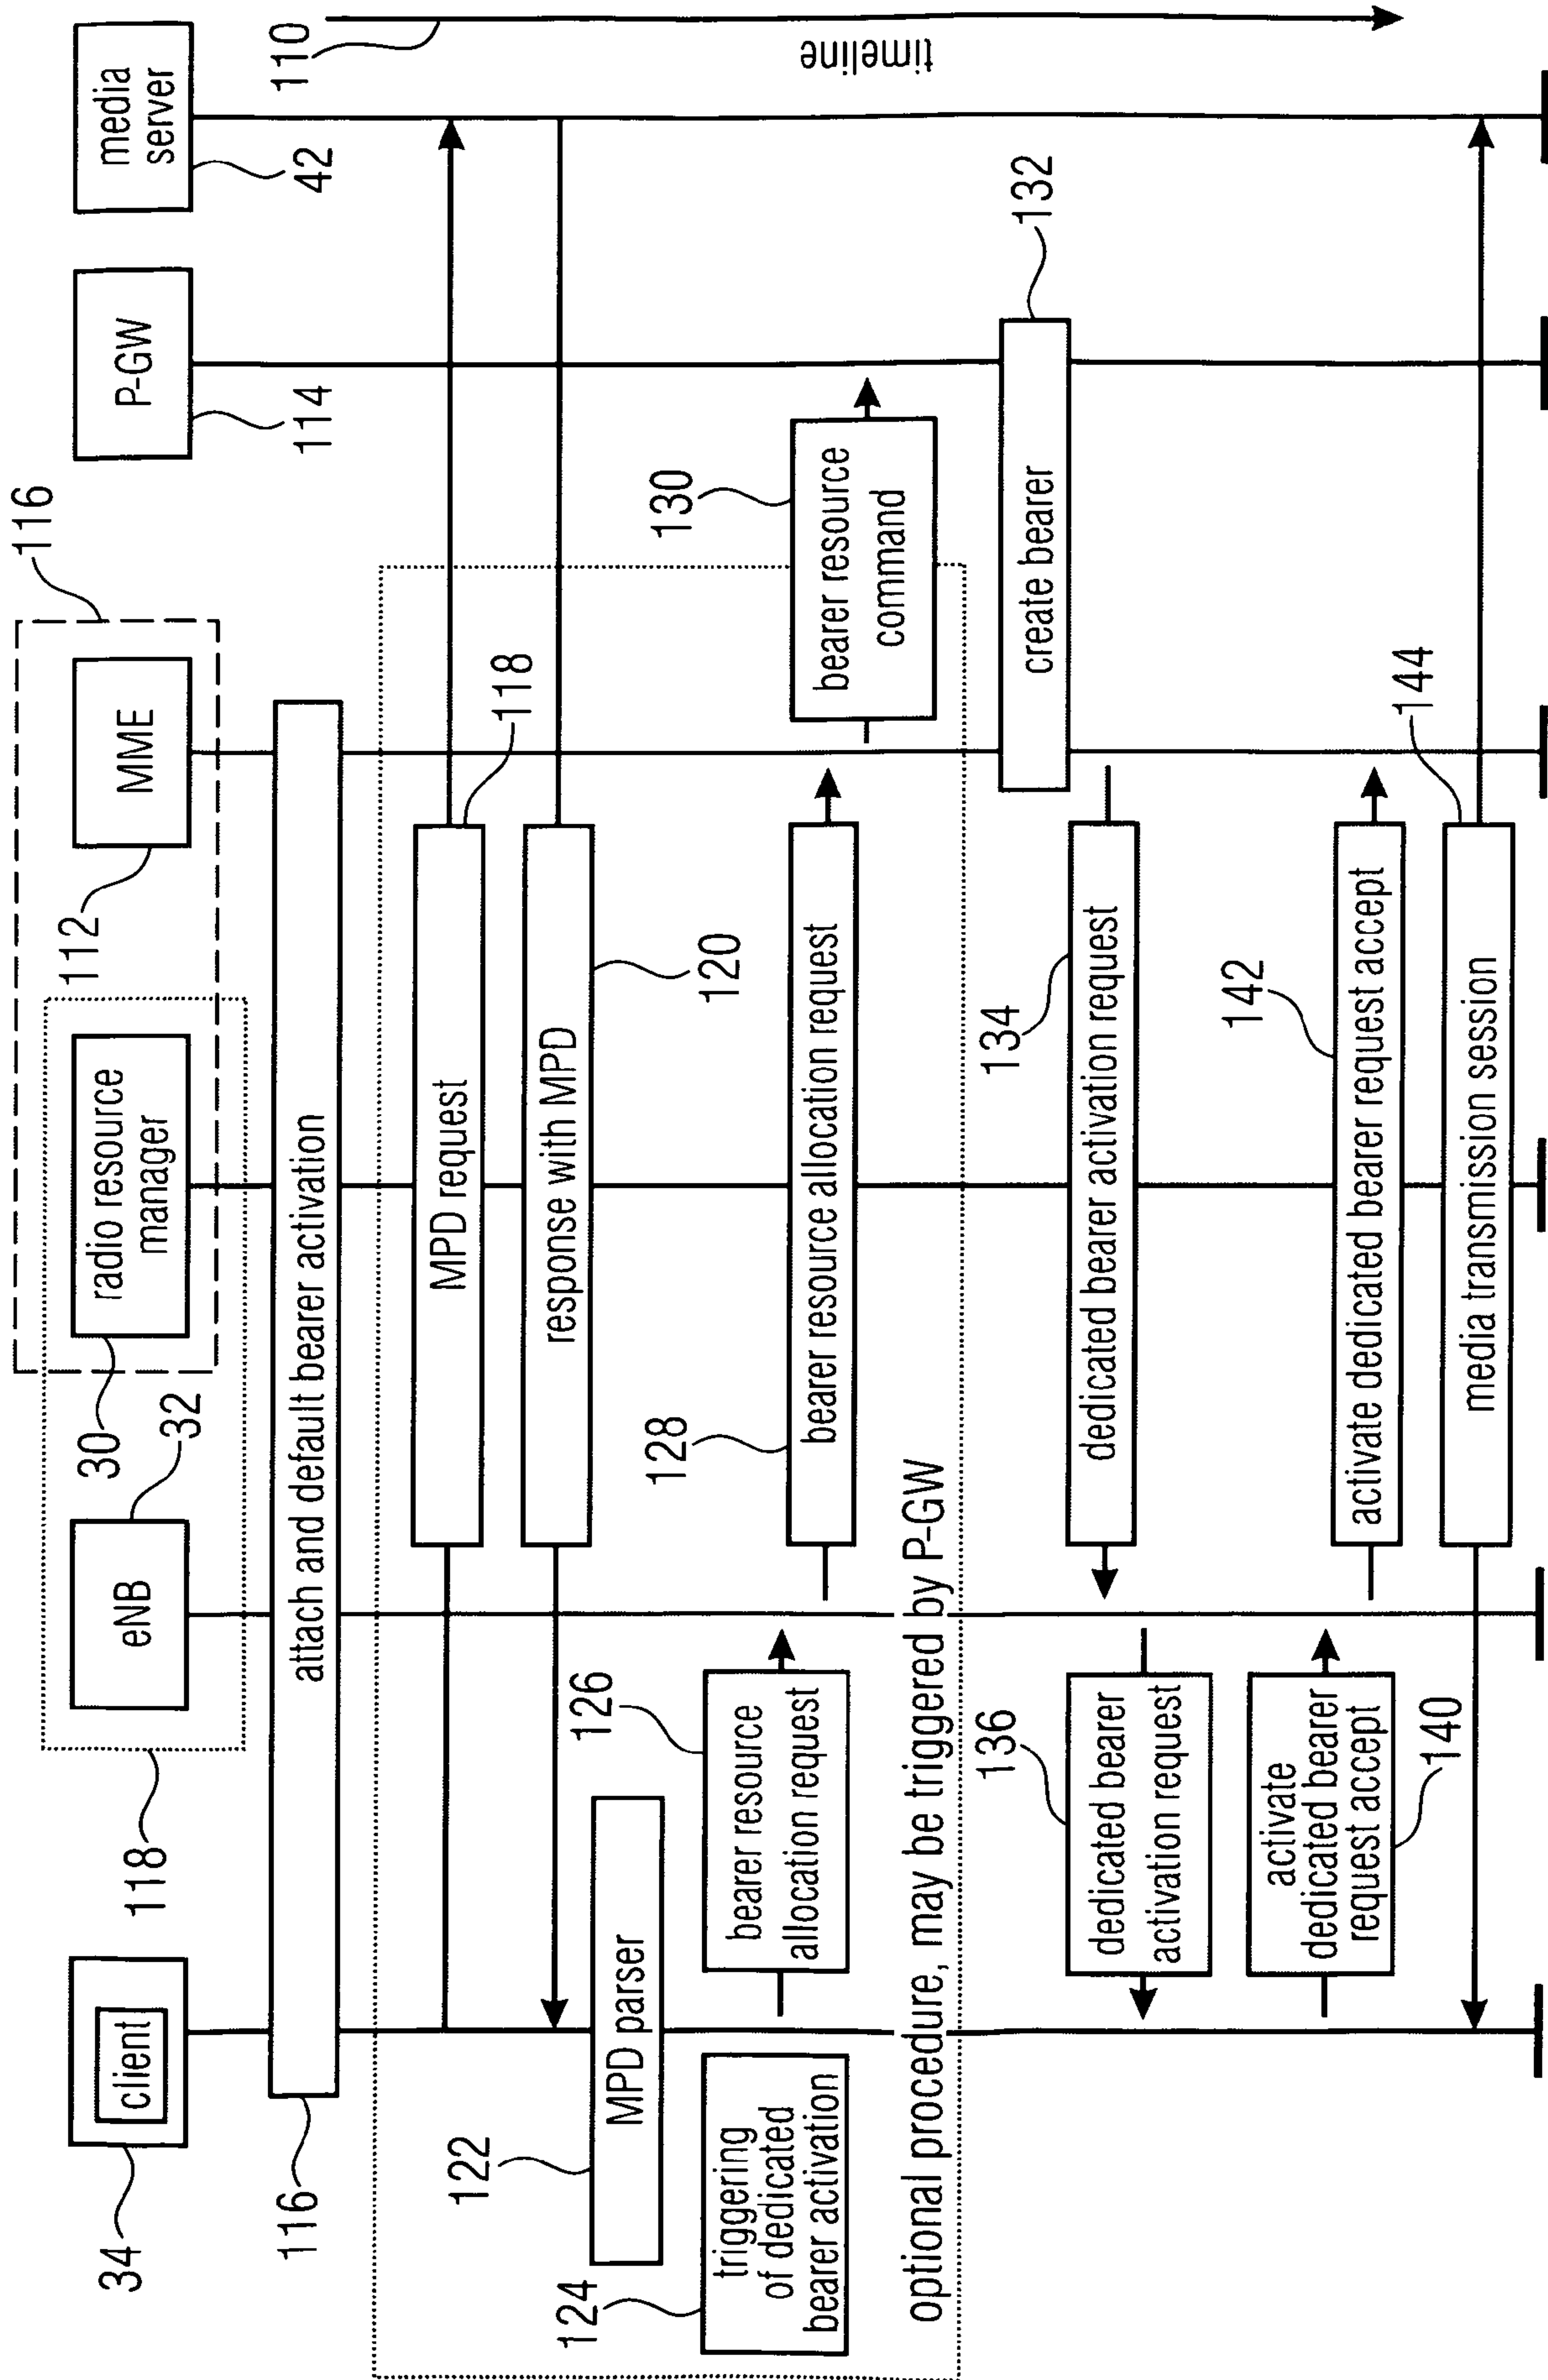 34
client
118
eNB
32
30
radio resource
manager
112
MME
116
P-GW
114
media
server
42
110
timeline
116
attach and default bearer activation
MPD request
118
response with MPD
120
122
MPD parser
124
triggering
of dedicated
bearer activation
126
bearer resource
allocation request
128
bearer resource allocation request
130
bearer resource
command
optional procedure, may be triggered by P-GW
create bearer
132
134
dedicated bearer activation request
136
dedicated bearer
activation request
activate
dedicated bearer
request accept
140
142
activate dedicated bearer request accept
media transmission session
144